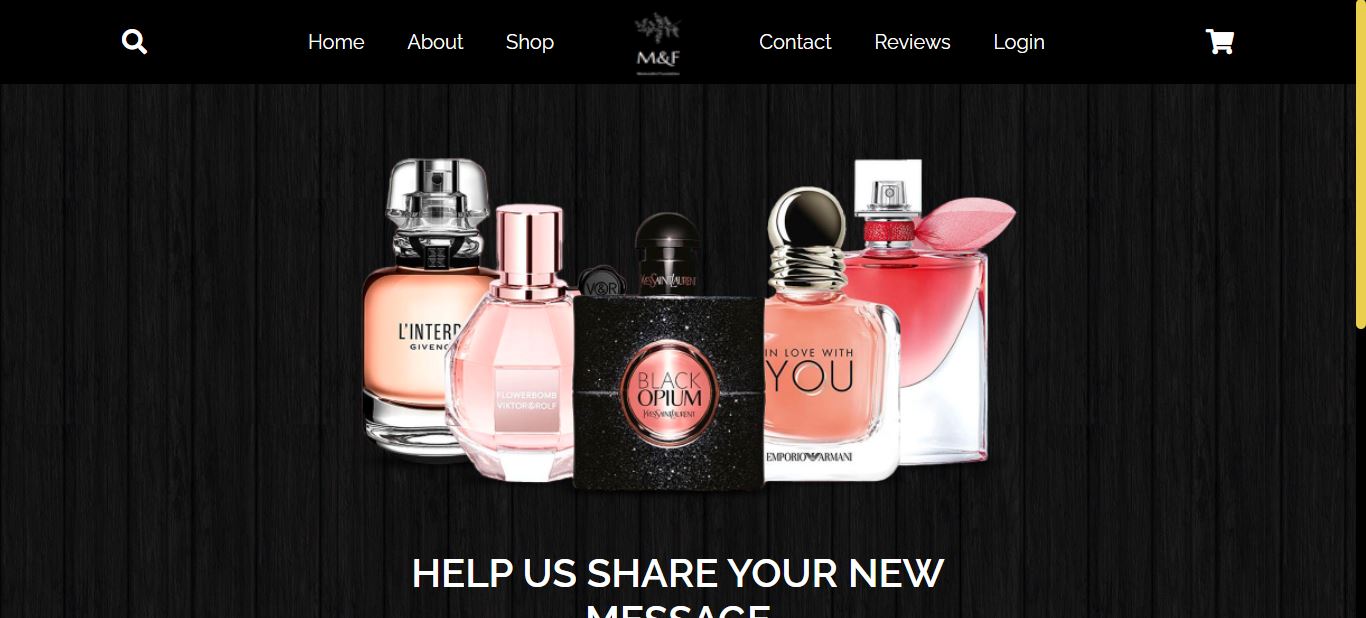 Home
About
Shop
M&F
Contact
Reviews
Login
L'INTER
GIVENC
V&R
YVESSAINTLAURENT
FLOWERBOMB
VIKTOR&ROLF
BLACK
OPIUM
YVESSAINTLAURENT
IN LOVE WITH
YOU
EMPORIO ARMANI
HELP US SHARE YOUR NEW
MESSAGE